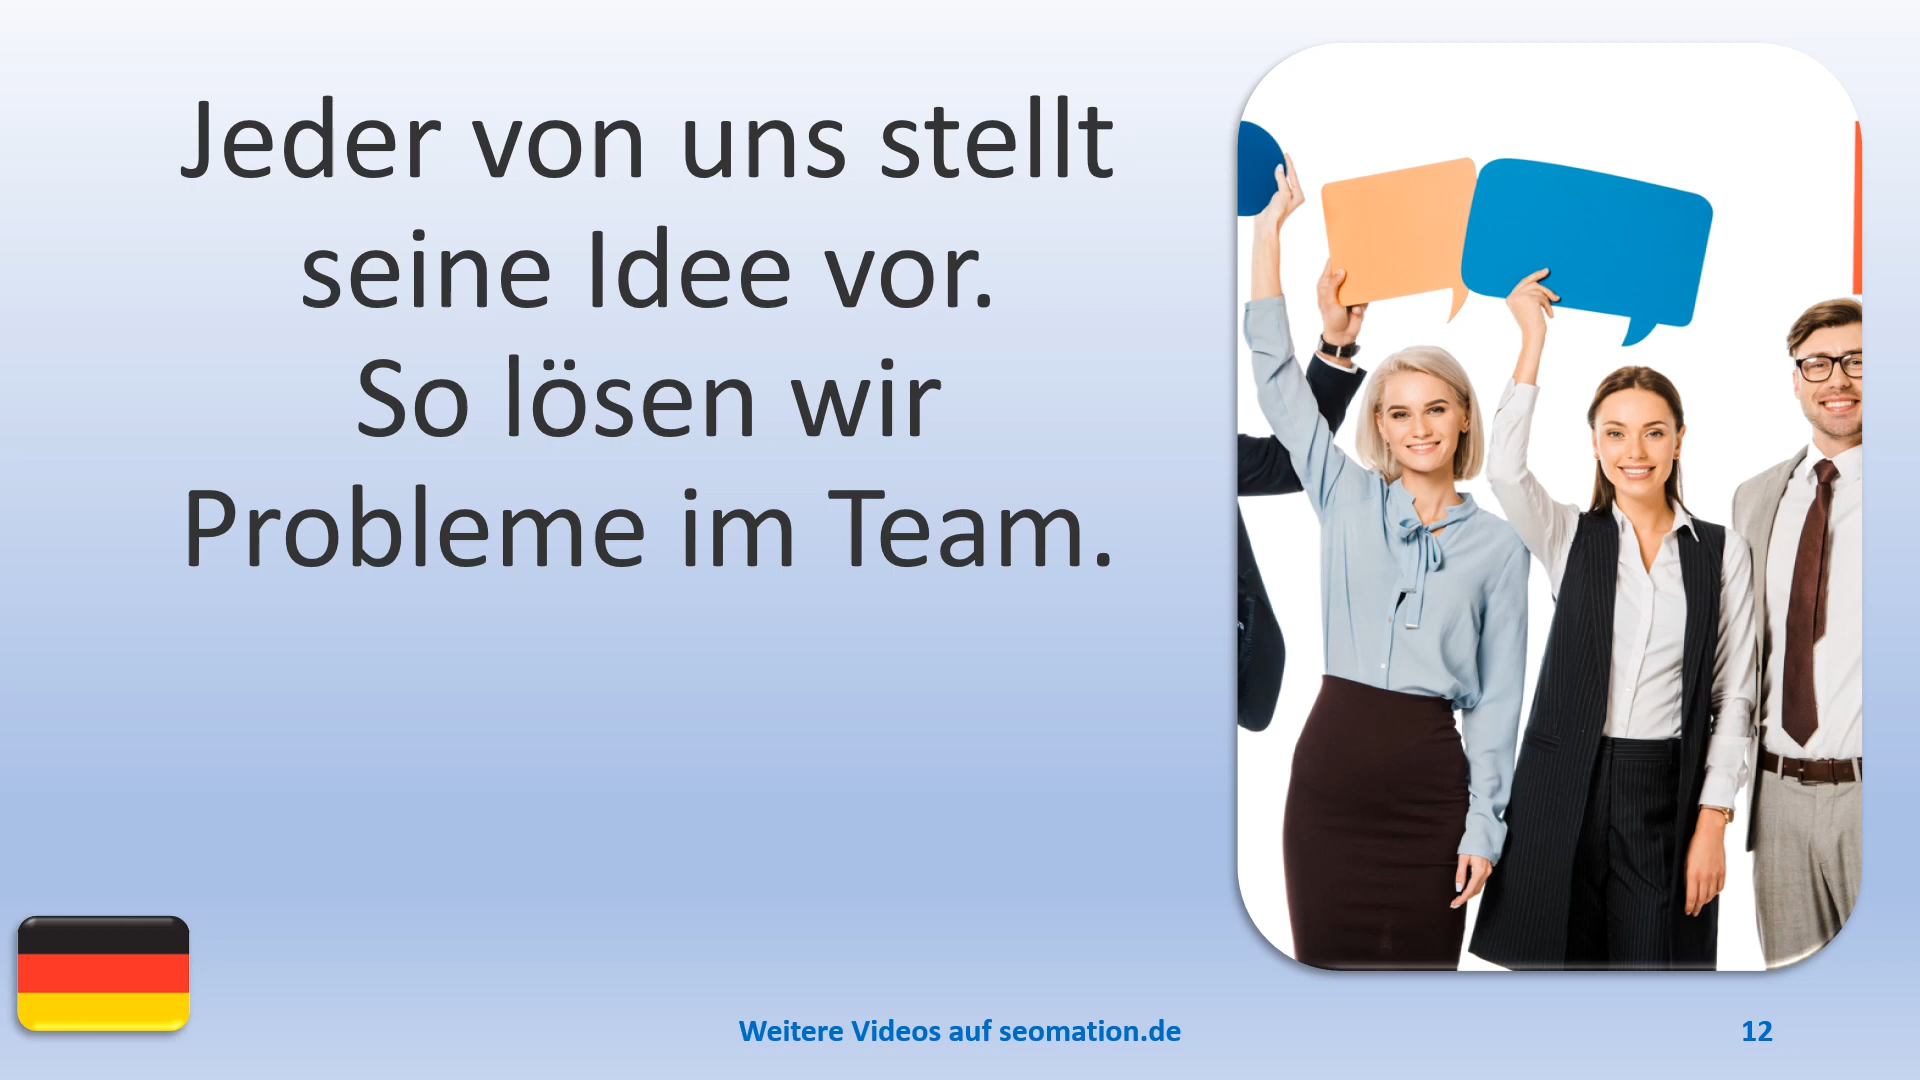 Jeder von uns stellt
seine Idee vor.
So lösen wir
Probleme im Team.
Weitere Videos auf seomation.de
12